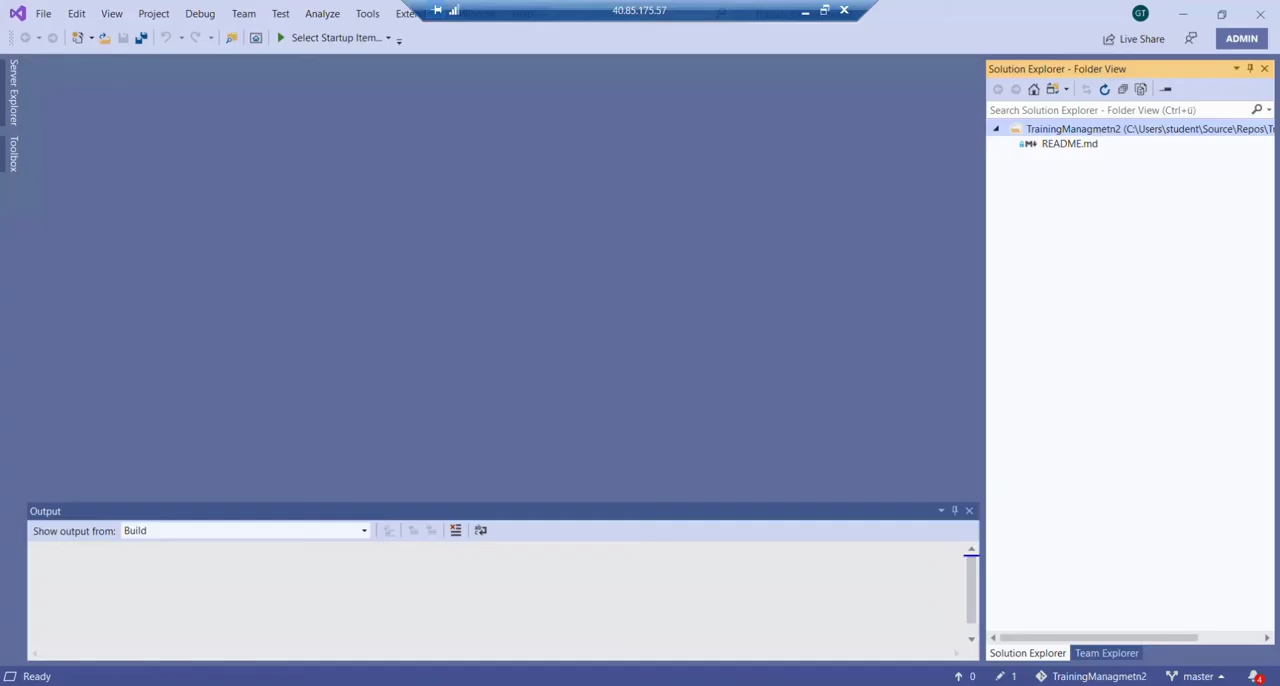 File Edit View Project Debug Team Test Analyze Tools
40.85.175.57
GT
Select Startup Item...
Live Share
ADMIN
Server Explorer
Toolbox
Solution Explorer - Folder View
Search Solution Explorer - Folder View (Ctrl+ü)
TrainingManagmetn2 (C:\Users\student\Source\Repos\T
README.md
Output
Show output from: Build
Solution Explorer Team Explorer
Ready
0 1 TrainingManagmetn2 master 4